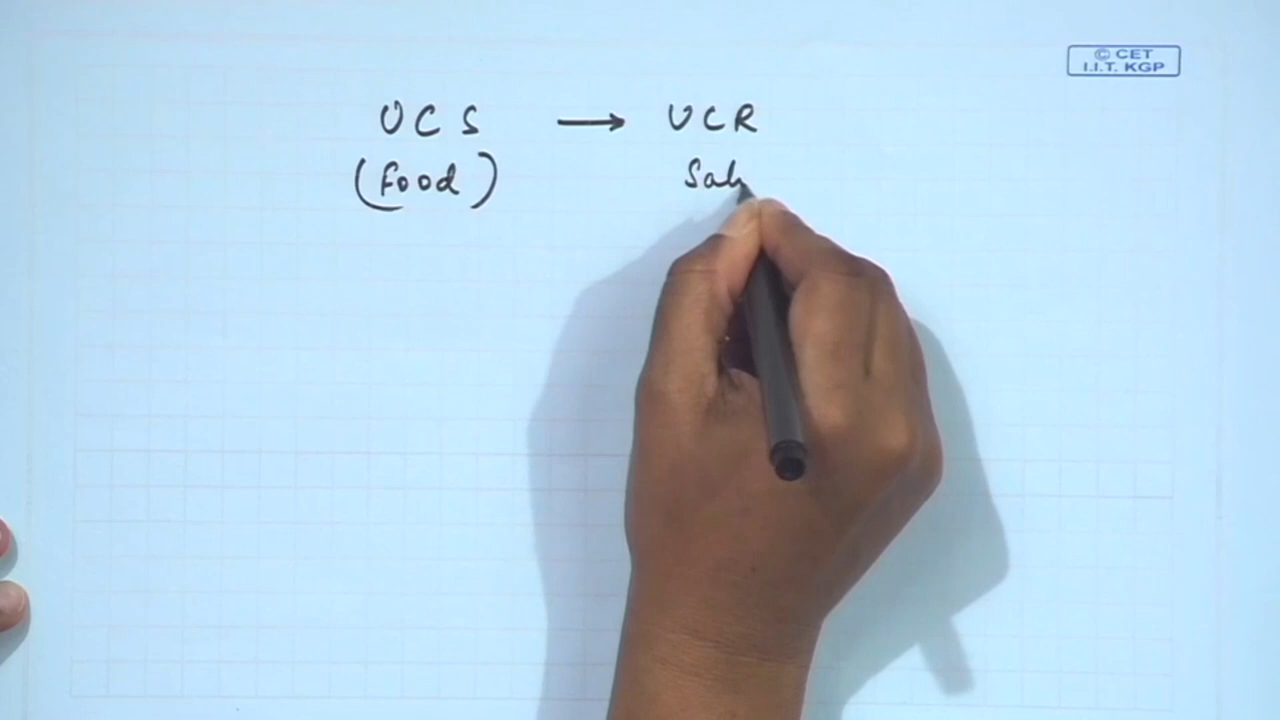 © CET
I.I.T. KGP
UCS → UCR
(Food)